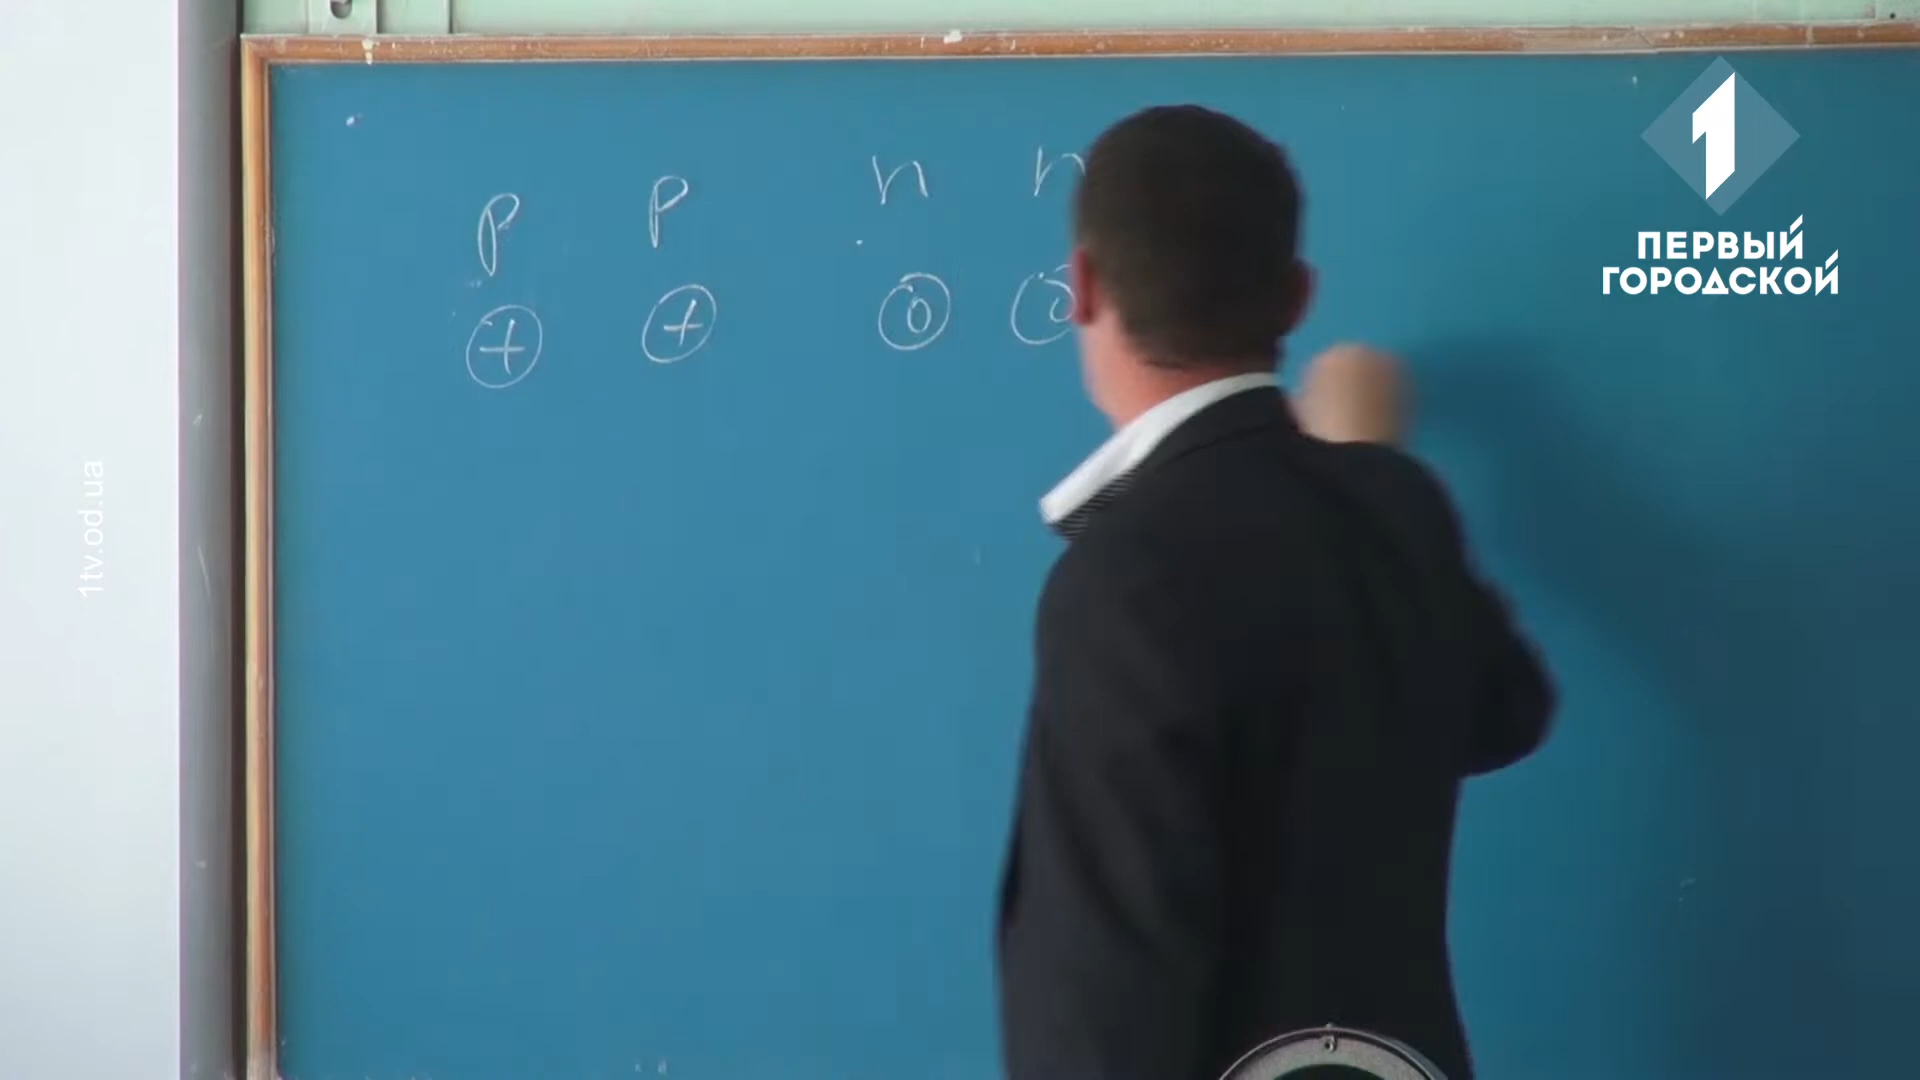 p p n n
+ + 0 0
1
ПЕРВЫЙ
ГОРОДСКОЙ
1tv.od.ua